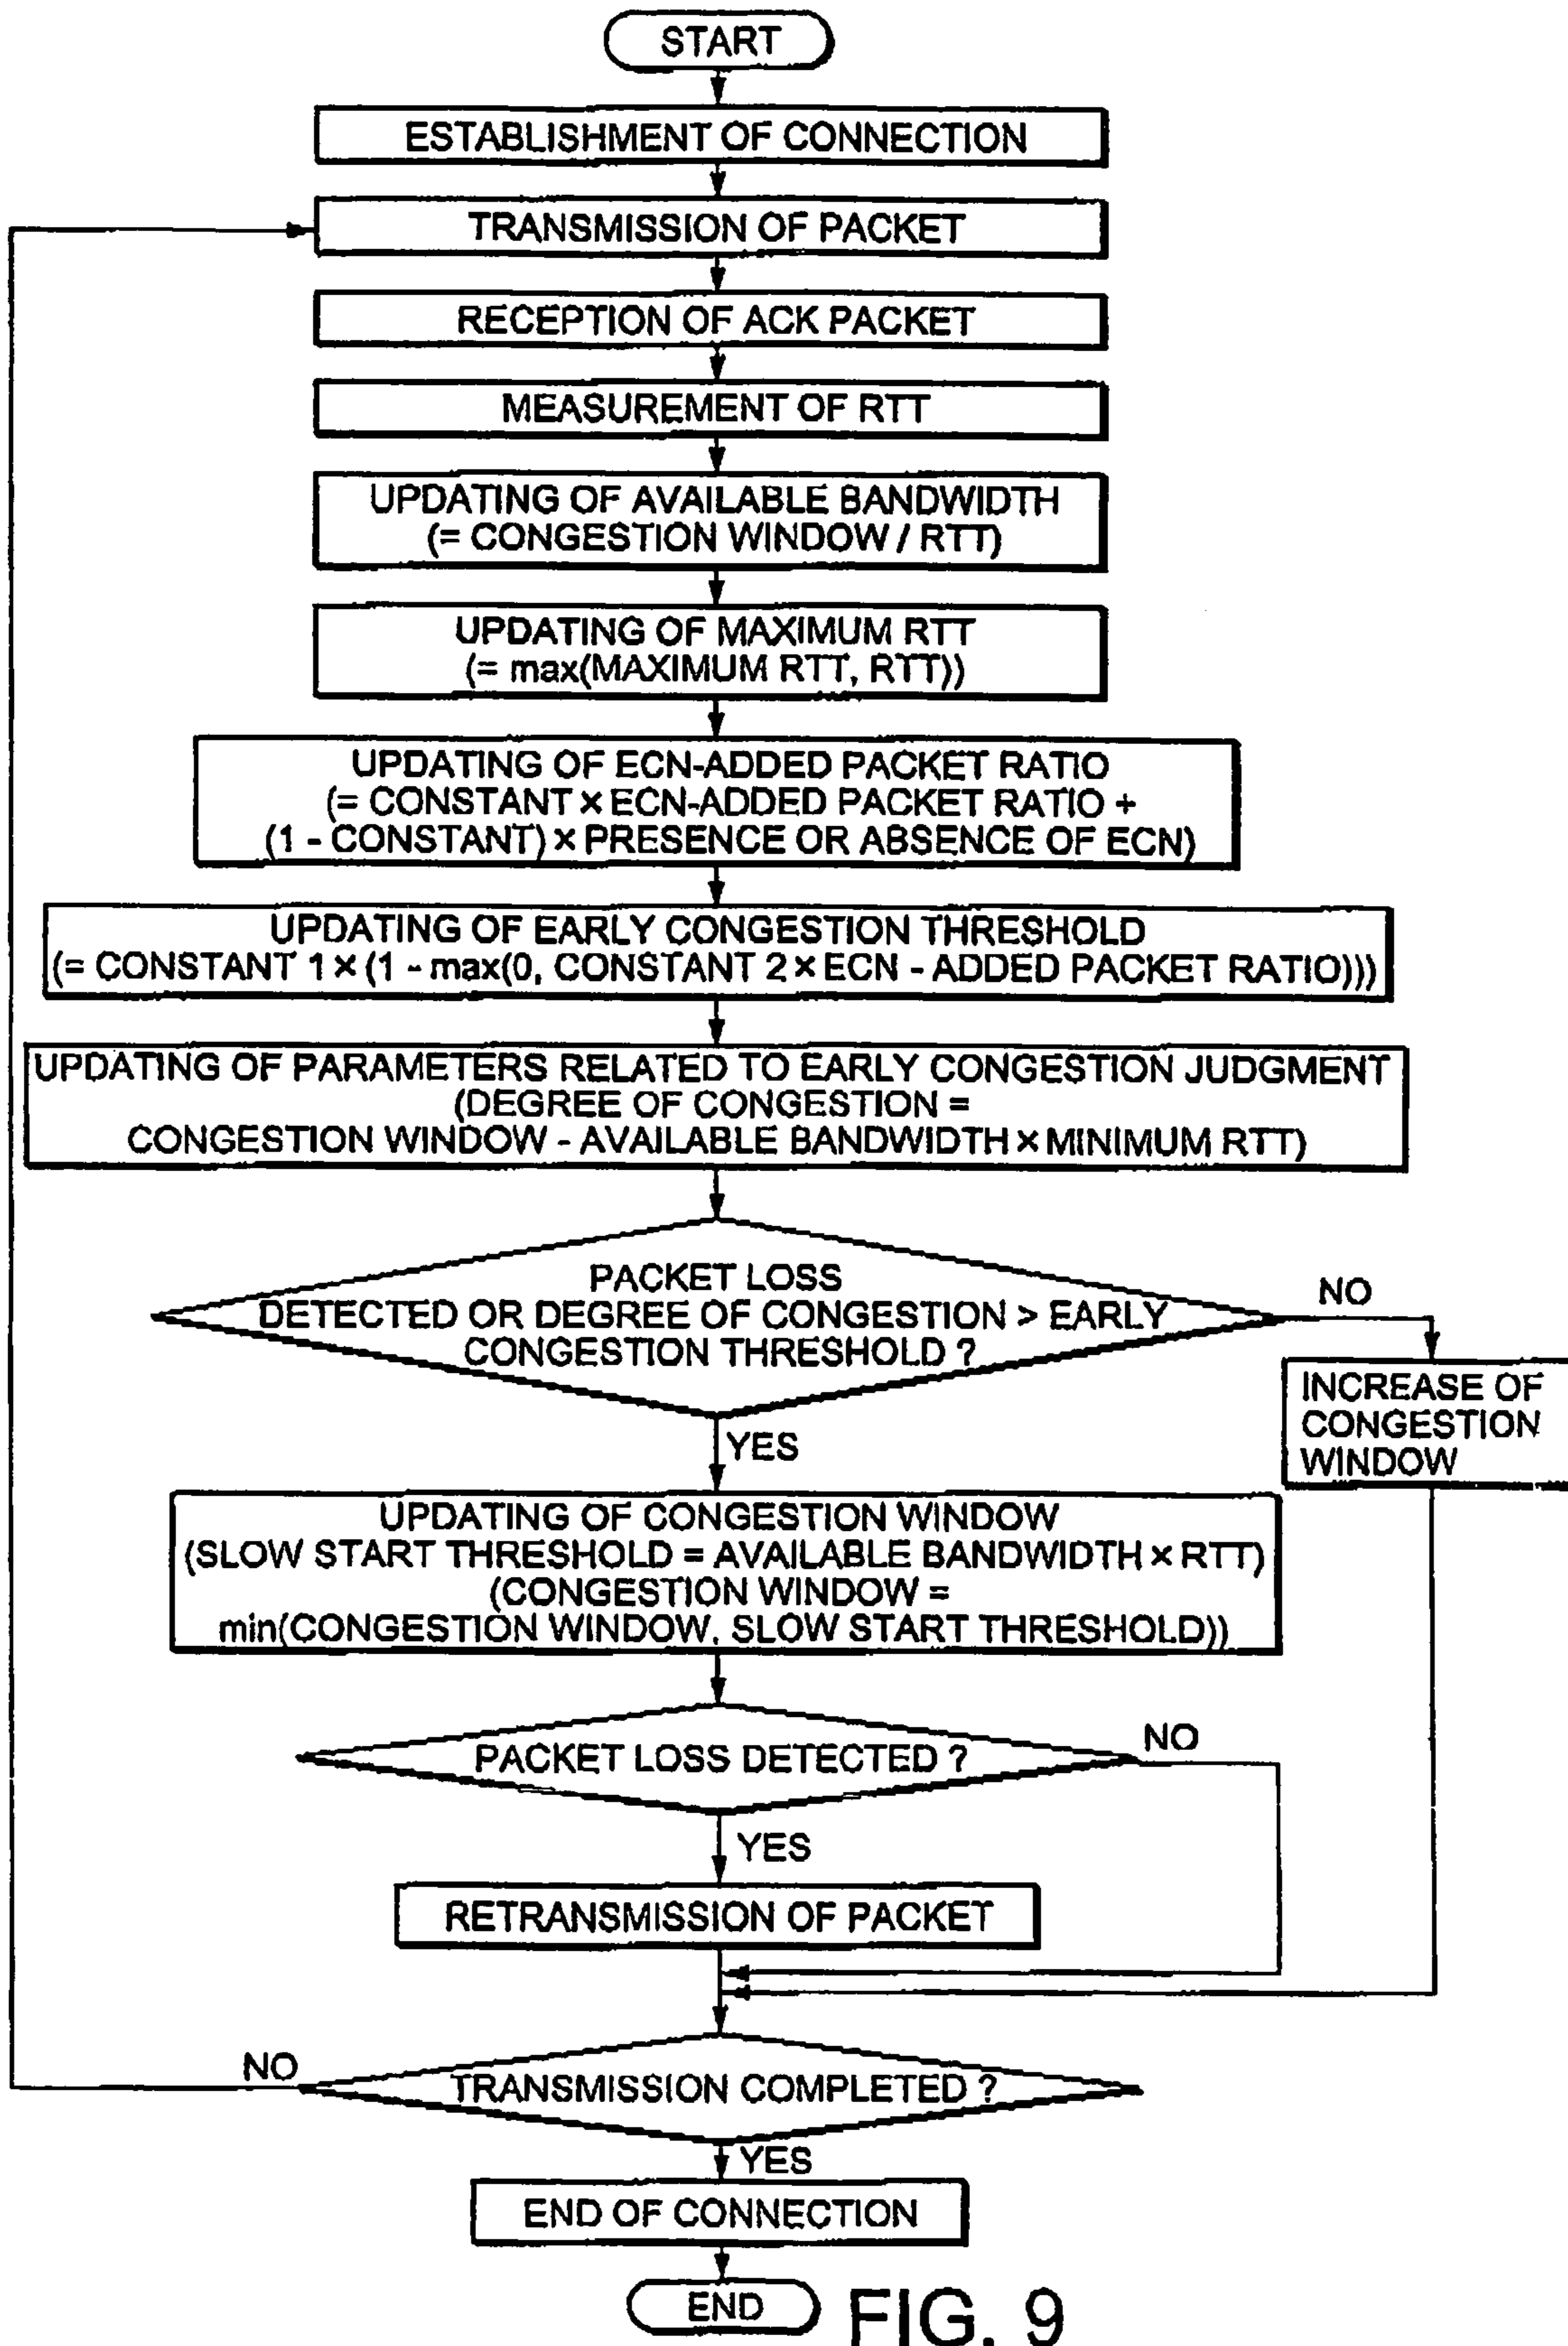 START
ESTABLISHMENT OF CONNECTION
TRANSMISSION OF PACKET
RECEPTION OF ACK PACKET
MEASUREMENT OF RTT
UPDATING OF AVAILABLE BANDWIDTH
(= CONGESTION WINDOW / RTT)
UPDATING OF MAXIMUM RTT
(= max(MAXIMUM RTT, RTT))
UPDATING OF ECN-ADDED PACKET RATIO
(= CONSTANT × ECN-ADDED PACKET RATIO +
(1 - CONSTANT) × PRESENCE OR ABSENCE OF ECN)
UPDATING OF EARLY CONGESTION THRESHOLD
(= CONSTANT 1 × (1 - max(0, CONSTANT 2 × ECN - ADDED PACKET RATIO)))
UPDATING OF PARAMETERS RELATED TO EARLY CONGESTION JUDGMENT
(DEGREE OF CONGESTION =
CONGESTION WINDOW - AVAILABLE BANDWIDTH × MINIMUM RTT)
PACKET LOSS
DETECTED OR DEGREE OF CONGESTION > EARLY
CONGESTION THRESHOLD ?
NO
INCREASE OF
CONGESTION
WINDOW
YES
UPDATING OF CONGESTION WINDOW
(SLOW START THRESHOLD = AVAILABLE BANDWIDTH × RTT)
(CONGESTION WINDOW =
min(CONGESTION WINDOW, SLOW START THRESHOLD))
PACKET LOSS DETECTED ?
NO
YES
RETRANSMISSION OF PACKET
NO
TRANSMISSION COMPLETED ?
YES
END OF CONNECTION
END
FIG. 9